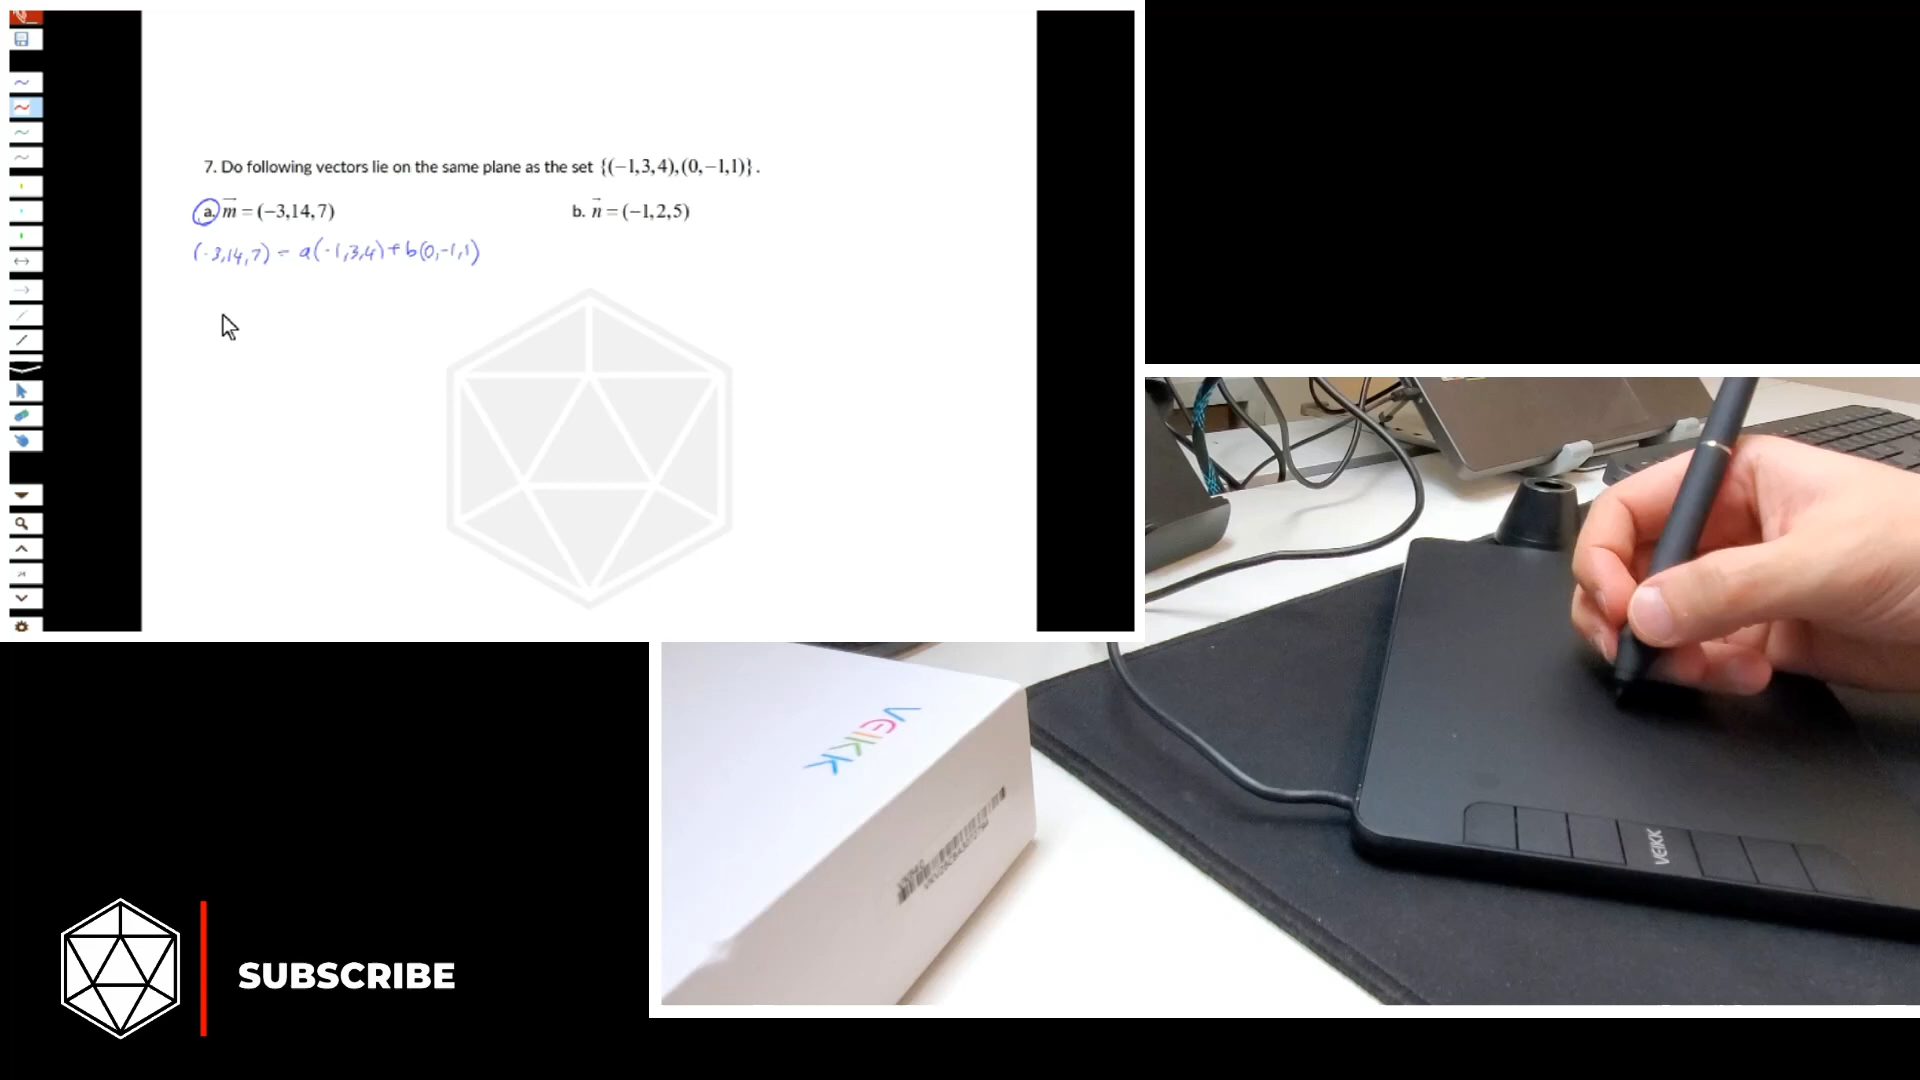 7. Do following vectors lie on the same plane as the set {(−1,3,4),(0,−1,1)}.
a. m⃗ = (−3,14,7)
b. n⃗ = (−1,2,5)
(-3,14,7) = a(-1,3,4)+b(0,-1,1)
VEIKK
VEIKK
SUBSCRIBE